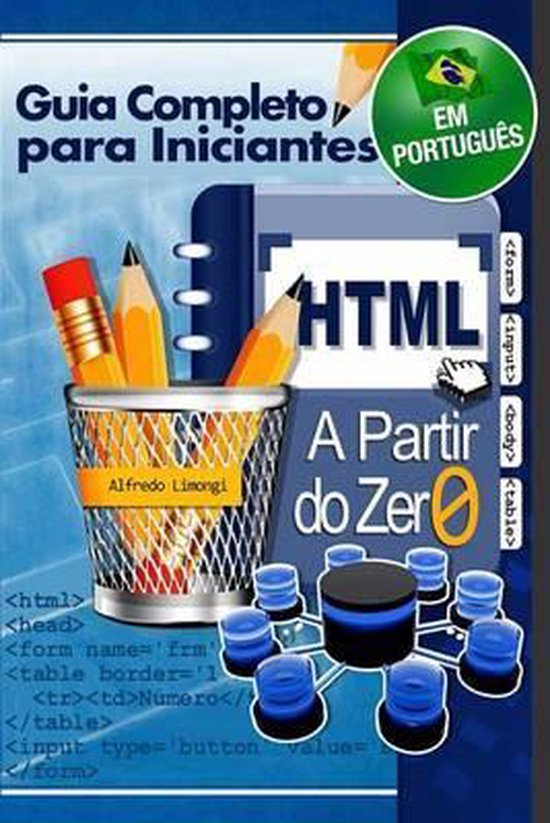 Guia Completo
para Iniciantes
EM
PORTUGUÊS
HTML
<form>
<input>
<body>
<table>
A Partir
do Zer0
Alfredo Limongi
<html>
<head>
<form name='frm'
<table border='1
<tr><td>Numero</
</table>
<input type='button' value='
</form>